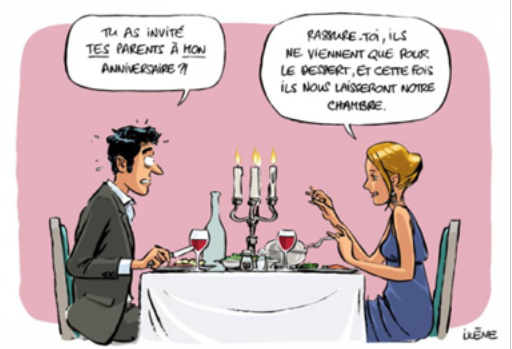 TU AS INVITÉ
TES PARENTS À MON
ANNIVERSAIRE ?!
RASSURE-TOI, ILS
NE VIENNENT QUE POUR
LE DESSERT, ET CETTE FOIS
ILS NOUS LAISSERONT NOTRE
CHAMBRE.
IXÈNE